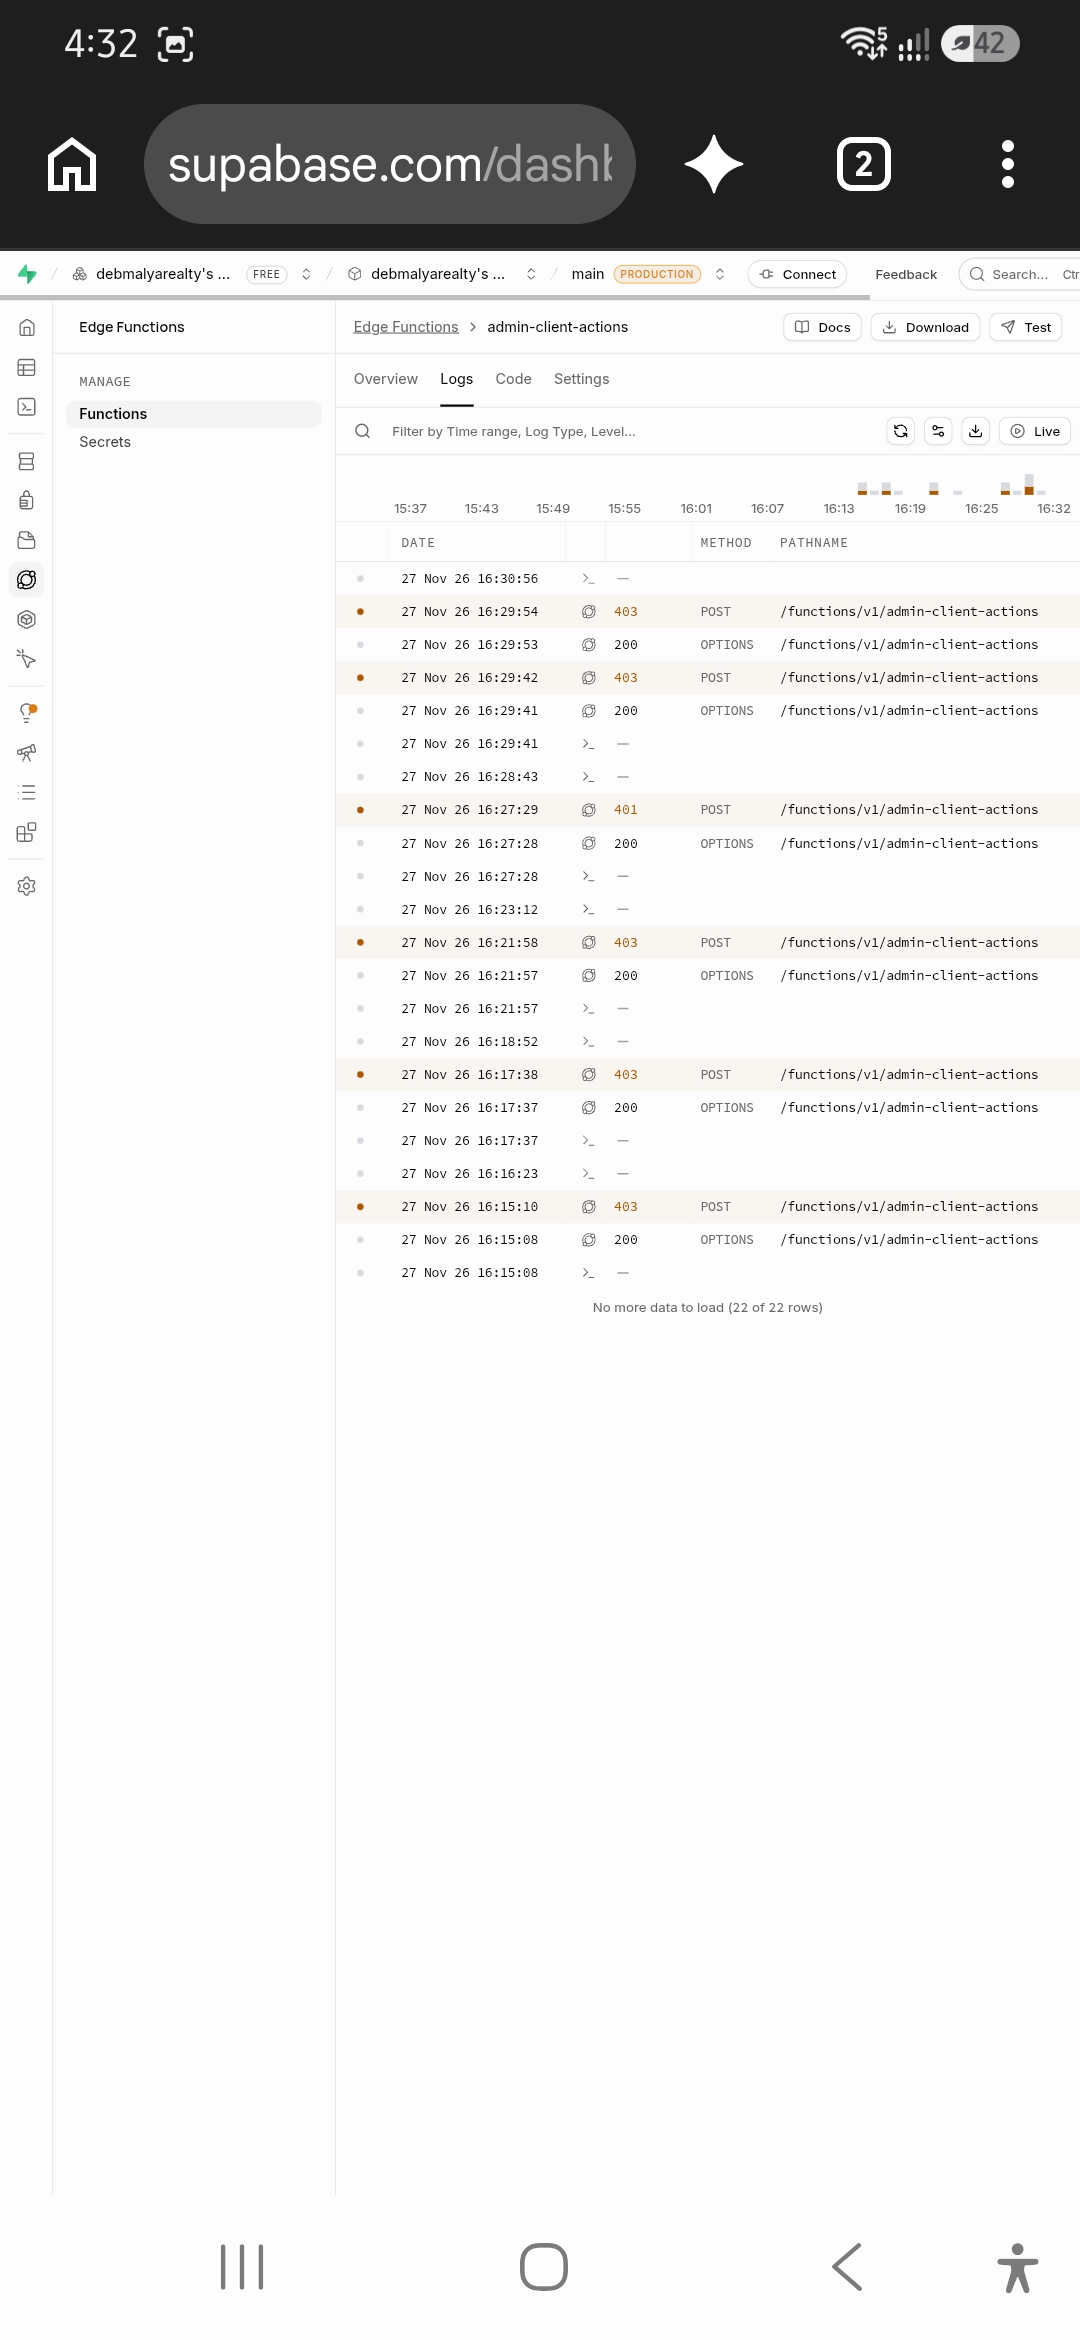 4:32
5
42
supabase.com/dashb
2
debmalyarealty's ... FREE / debmalyarealty's ... / main PRODUCTION Connect Feedback Search... Ctr
Edge Functions
MANAGE
Functions
Secrets
Edge Functions > admin-client-actions Docs Download Test
Overview Logs Code Settings
Filter by Time range, Log Type, Level... Live
15:37 15:43 15:49 15:55 16:01 16:07 16:13 16:19 16:25 16:32
DATE METHOD PATHNAME
27 Nov 26 16:30:56 —
27 Nov 26 16:29:54 403 POST /functions/v1/admin-client-actions
27 Nov 26 16:29:53 200 OPTIONS /functions/v1/admin-client-actions
27 Nov 26 16:29:42 403 POST /functions/v1/admin-client-actions
27 Nov 26 16:29:41 200 OPTIONS /functions/v1/admin-client-actions
27 Nov 26 16:29:41 —
27 Nov 26 16:28:43 —
27 Nov 26 16:27:29 401 POST /functions/v1/admin-client-actions
27 Nov 26 16:27:28 200 OPTIONS /functions/v1/admin-client-actions
27 Nov 26 16:27:28 —
27 Nov 26 16:23:12 —
27 Nov 26 16:21:58 403 POST /functions/v1/admin-client-actions
27 Nov 26 16:21:57 200 OPTIONS /functions/v1/admin-client-actions
27 Nov 26 16:21:57 —
27 Nov 26 16:18:52 —
27 Nov 26 16:17:38 403 POST /functions/v1/admin-client-actions
27 Nov 26 16:17:37 200 OPTIONS /functions/v1/admin-client-actions
27 Nov 26 16:17:37 —
27 Nov 26 16:16:23 —
27 Nov 26 16:15:10 403 POST /functions/v1/admin-client-actions
27 Nov 26 16:15:08 200 OPTIONS /functions/v1/admin-client-actions
27 Nov 26 16:15:08 —
No more data to load (22 of 22 rows)